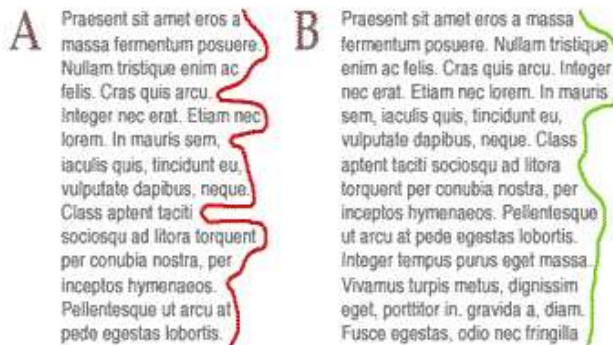 A
Praesent sit amet eros a
massa fermentum posuere.
Nullam tristique enim ac
felis. Cras quis arcu.
Integer nec erat. Etiam nec
lorem. In mauris sem,
iaculis quis, tincidunt eu,
vulputate dapibus, neque.
Class aptent taciti
sociosqu ad litora torquent
per conubia nostra, per
inceptos hymenaeos.
Pellentesque ut arcu at
pede egestas lobortis.
B
Praesent sit amet eros a massa
fermentum posuere. Nullam tristique
enim ac felis. Cras quis arcu. Integer
nec erat. Etiam nec lorem. In mauris
sem, iaculis quis, tincidunt eu,
vulputate dapibus, neque. Class
aptent taciti sociosqu ad litora
torquent per conubia nostra, per
inceptos hymenaeos. Pellentesque
ut arcu at pede egestas lobortis.
Integer tempus purus eget massa.
Vivamus turpis metus, dignissim
eget, porttitor in. gravida a, diam.
Fusce egestas, odio nec fringilla